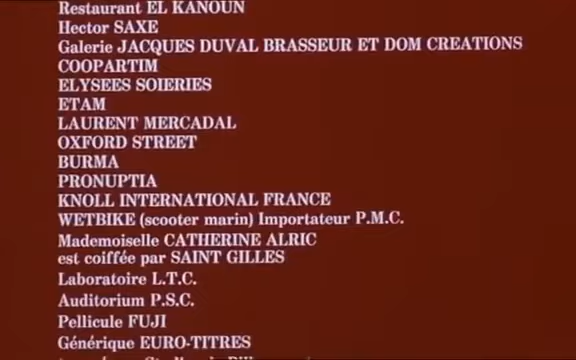 Restaurant EL KANOUN
Hector SAXE
Galerie JACQUES DUVAL BRASSEUR ET DOM CREATIONS
COOPARTIM
ELYSEES SOIERIES
ETAM
LAURENT MERCADAL
OXFORD STREET
BURMA
PRONUPTIA
KNOLL INTERNATIONAL FRANCE
WETBIKE (scooter marin) Importateur P.M.C.
Mademoiselle CATHERINE ALRIC
est coiffée par SAINT GILLES
Laboratoire L.T.C.
Auditorium P.S.C.
Pellicule FUJI
Générique EURO-TITRES